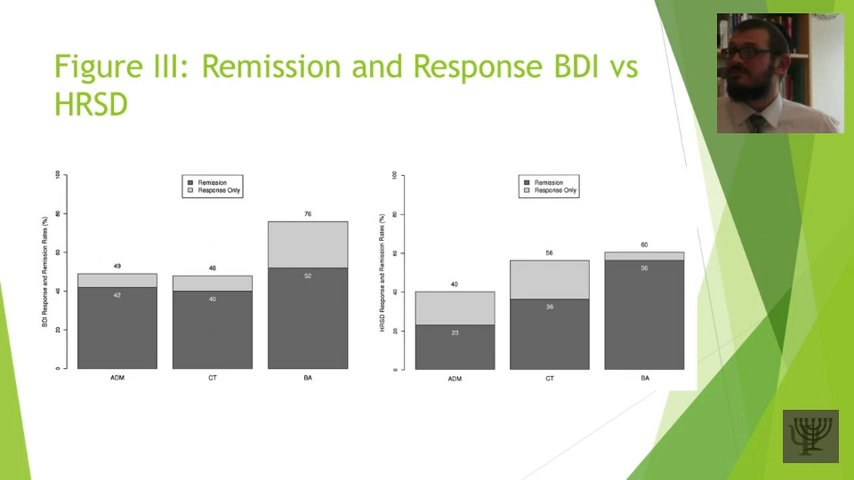 Figure III: Remission and Response BDI vs
HRSD
BDI Response and Remission Rates (%)
0
20
40
60
80
100
Remission
Response Only
49
42
48
40
76
52
ADM
CT
BA
HRSD Response and Remission Rates (%)
0
20
40
60
80
100
Remission
Response Only
40
23
56
36
60
56
ADM
CT
BA